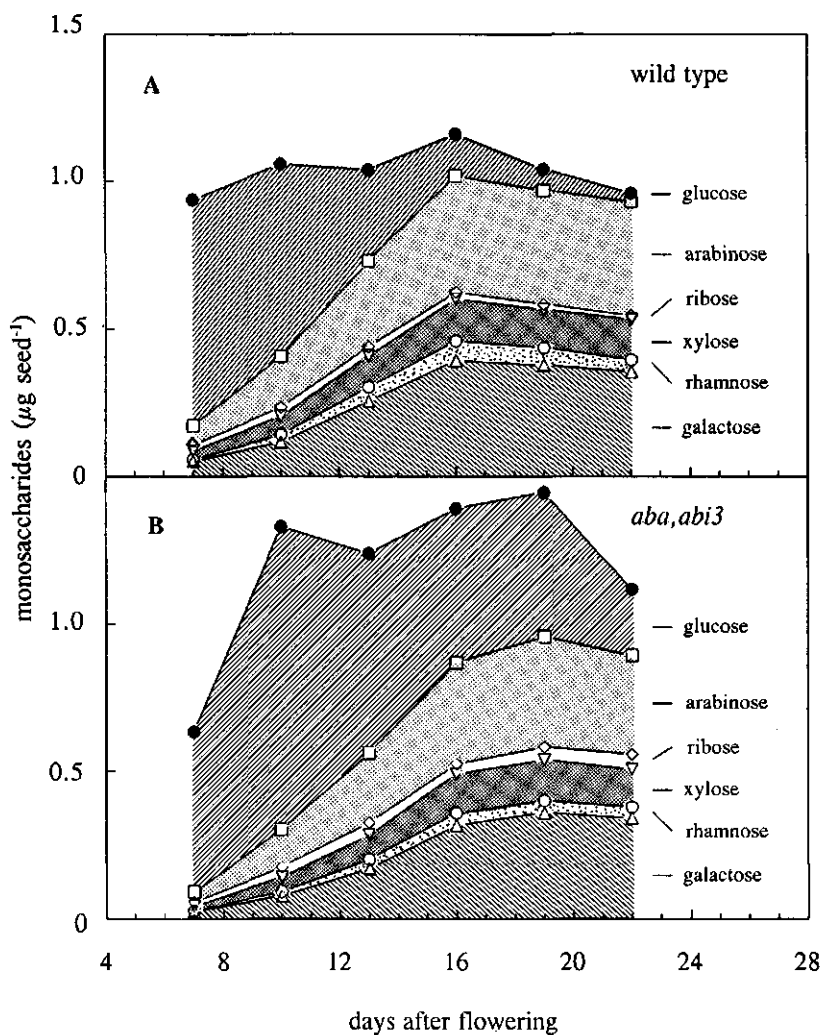 1.5
A
wild type
1.0
glucose
arabinose
0.5
ribose
xylose
rhamnose
galactose
0
monosaccharides (µg seed⁻¹)
B
aba,abi3
1.0
glucose
arabinose
0.5
ribose
xylose
rhamnose
galactose
0
4 8 12 16 20 24 28
days after flowering